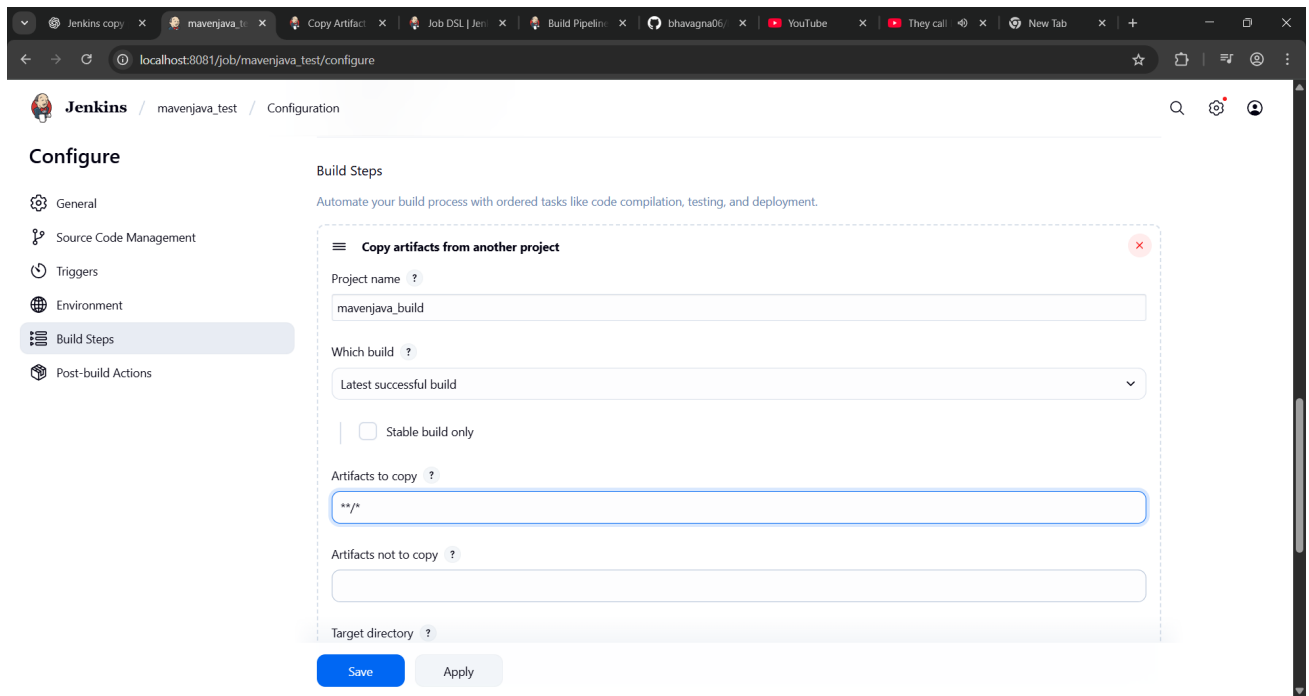 Jenkins copy
mavenjava_te
Copy Artifact
Job DSL | Jen
Build Pipeline
bhavagna06/
YouTube
They call
New Tab
localhost:8081/job/mavenjava_test/configure
Jenkins / mavenjava_test / Configuration
Configure
General
Source Code Management
Triggers
Environment
Build Steps
Post-build Actions
Build Steps
Automate your build process with ordered tasks like code compilation, testing, and deployment.
Copy artifacts from another project
Project name ?
mavenjava_build
Which build ?
Latest successful build
Stable build only
Artifacts to copy ?
**/*
Artifacts not to copy ?
Target directory ?
Save
Apply